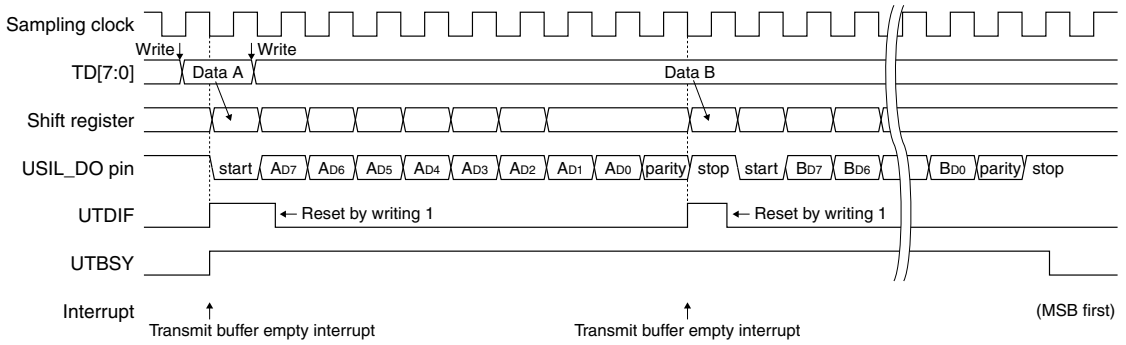 Sampling clock
Write Write
TD[7:0] Data A Data B
Shift register
USIL_DO pin start AD7 AD6 AD5 AD4 AD3 AD2 AD1 AD0 parity stop start BD7 BD6 BD0 parity stop
UTDIF Reset by writing 1 Reset by writing 1
UTBSY
Interrupt (MSB first)
Transmit buffer empty interrupt Transmit buffer empty interrupt